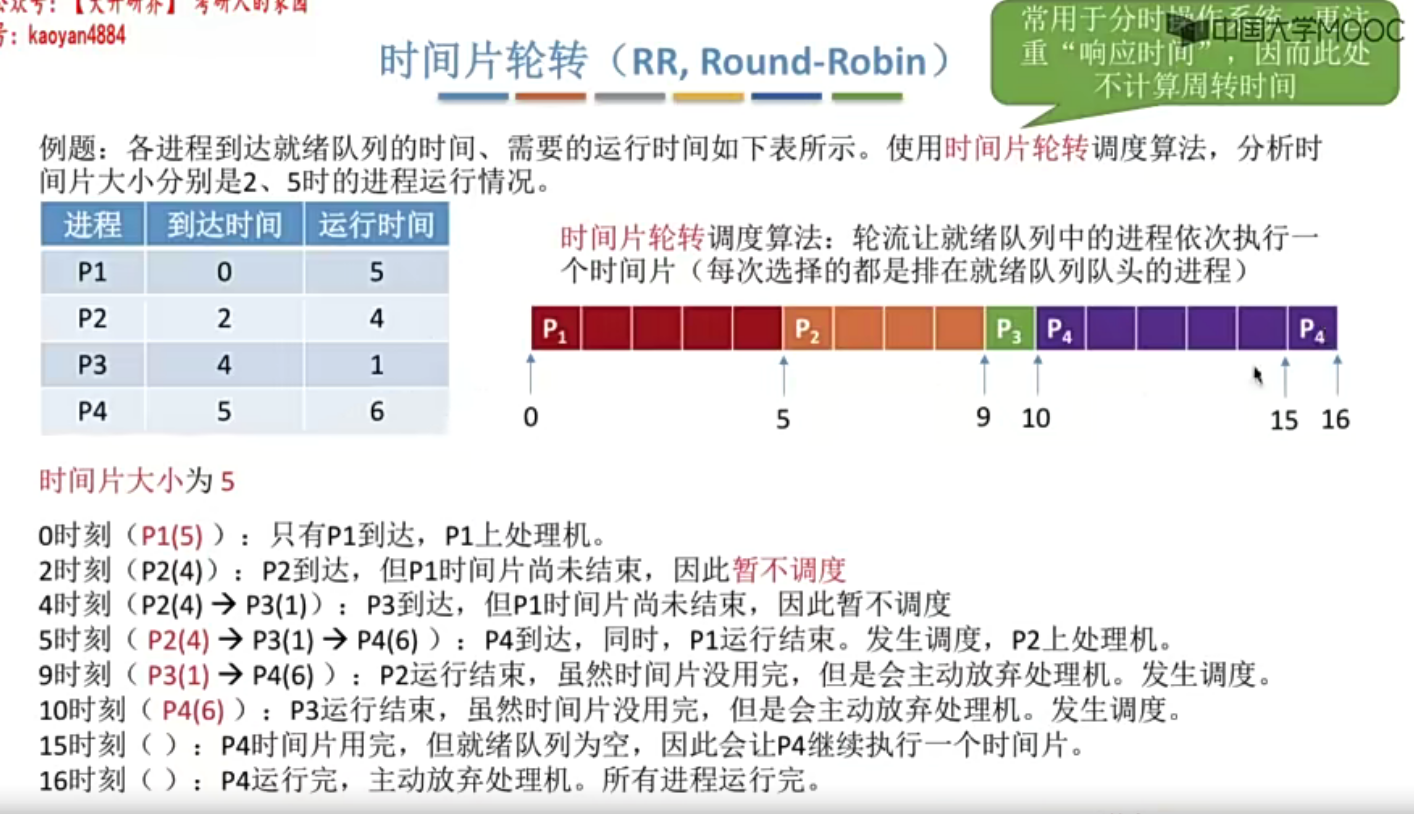 公众号：【大开研界】 考研人的家园
号：kaoyan4884
时间片轮转（RR, Round-Robin）
常用于分时操作系统，更注
重“响应时间”，因而此处
不计算周转时间
中国大学MOOC
例题：各进程到达就绪队列的时间、需要的运行时间如下表所示。使用时间片轮转调度算法，分析时
间片大小分别是2、5时的进程运行情况。
进程 到达时间 运行时间
P1 0 5
P2 2 4
P3 4 1
P4 5 6
时间片轮转调度算法：轮流让就绪队列中的进程依次执行一
个时间片（每次选择的都是排在就绪队列队头的进程）
P₁ P₂ P₃ P₄ P₄
0 5 9 10 15 16
时间片大小为 5
0时刻（P1(5) ）：只有P1到达，P1上处理机。
2时刻（P2(4)）：P2到达，但P1时间片尚未结束，因此暂不调度
4时刻（P2(4) → P3(1)）：P3到达，但P1时间片尚未结束，因此暂不调度
5时刻（ P2(4) → P3(1) → P4(6) ）：P4到达，同时，P1运行结束。发生调度，P2上处理机。
9时刻（ P3(1) → P4(6) ）：P2运行结束，虽然时间片没用完，但是会主动放弃处理机。发生调度。
10时刻（ P4(6) ）：P3运行结束，虽然时间片没用完，但是会主动放弃处理机。发生调度。
15时刻（ ）：P4时间片用完，但就绪队列为空，因此会让P4继续执行一个时间片。
16时刻（ ）：P4运行完，主动放弃处理机。所有进程运行完。